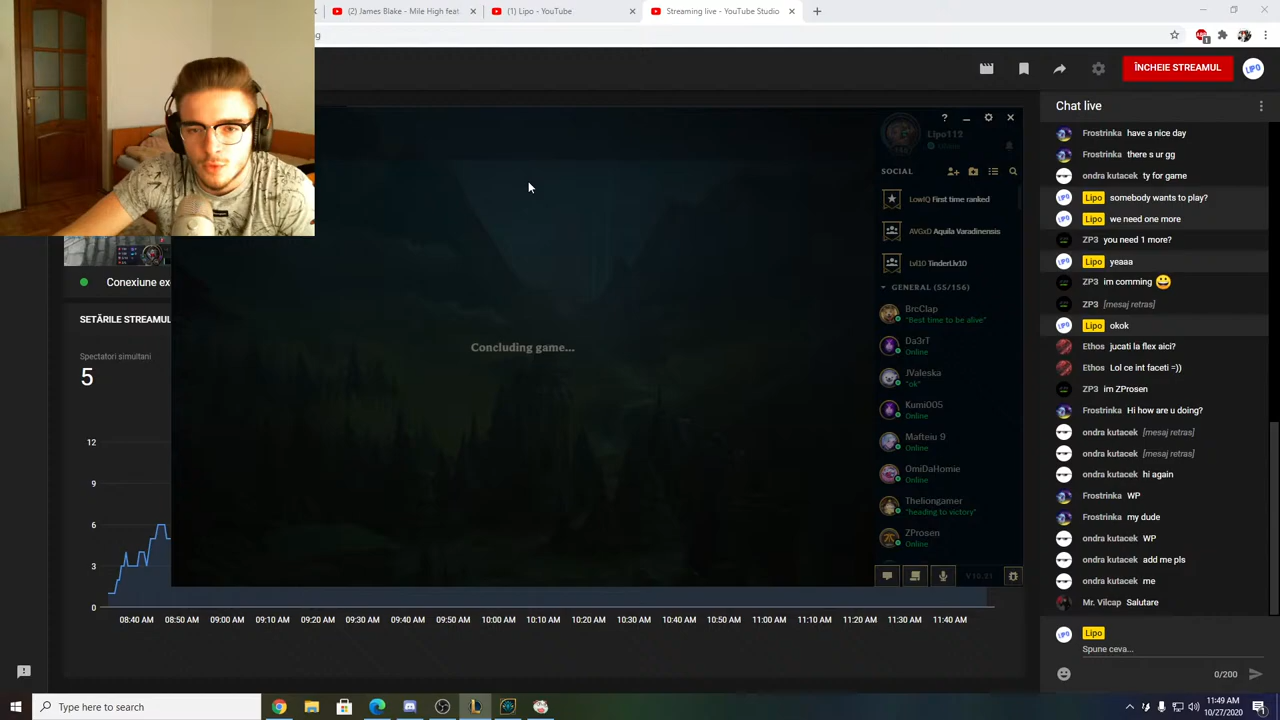 (2) James Blake - Mile High feat
(1) Lipo - YouTube
Streaming live - YouTube Studio
ÎNCHEIE STREAMUL
LIPO
Chat live
Frostrinka have a nice day
Frostrinka there s ur gg
ondra kutacek ty for game
Lipo somebody wants to play?
Lipo we need one more
ZP3 you need 1 more?
Lipo yeaaa
ZP3 im comming 😀
ZP3 [mesaj retras]
Lipo okok
Ethos jucati la flex aici?
Ethos Lol ce int faceti =))
ZP3 im ZProsen
Frostrinka Hi how are u doing?
ondra kutacek [mesaj retras]
ondra kutacek [mesaj retras]
ondra kutacek hi again
Frostrinka WP
Frostrinka my dude
ondra kutacek WP
ondra kutacek add me pls
ondra kutacek me
Mr. Vilcap Salutare
Lipo
Spune ceva...
0/200
Lipo112
SOCIAL
LowIQ First time ranked
AVGxD Aquila Varadinensis
Lvl10 TinderLvl10
GENERAL (55/156)
BrcClap
"Best time to be alive"
Da3rT
Online
JValeska
"ok"
Kumi005
Online
Mafteiu 9
Online
OmiDaHomie
Online
Theliongamer
"heading to victory"
ZProsen
Online
V 10.21
Concluding game...
Conexiune ex
SETĂRILE STREAMUL
Spectatori simultani
5
12
9
6
3
0
08:40 AM 08:50 AM 09:00 AM 09:10 AM 09:20 AM 09:30 AM 09:40 AM 09:50 AM 10:00 AM 10:10 AM 10:20 AM 10:30 AM 10:40 AM 10:50 AM 11:00 AM 11:10 AM 11:20 AM 11:30 AM 11:40 AM
Type here to search
11:49 AM
10/27/2020